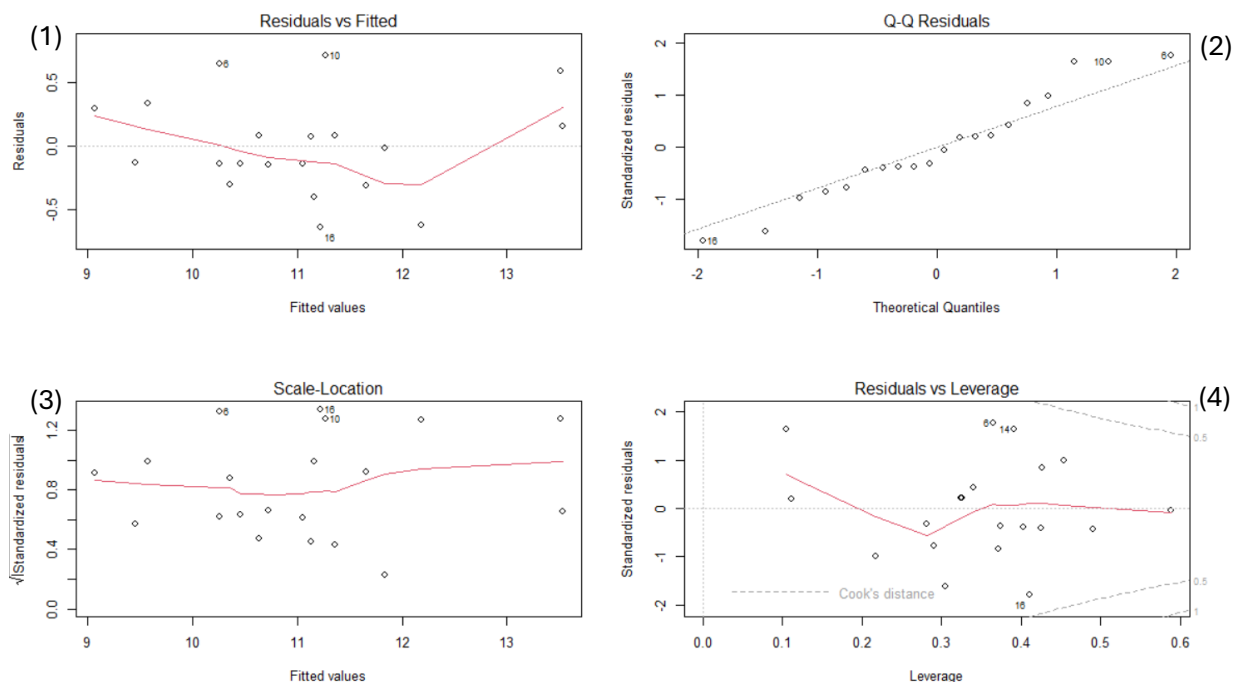 (1)
Residuals vs Fitted
Residuals
0.5
0.0
-0.5
6
10
16
9 10 11 12 13
Fitted values
(2)
Q-Q Residuals
Standardized residuals
2
1
0
-1
16
10
6
-2 -1 0 1 2
Theoretical Quantiles
(3)
Scale-Location
√|Standardized residuals
1.2
0.8
0.4
0.0
6
16
10
9 10 11 12 13
Fitted values
(4)
Residuals vs Leverage
Standardized residuals
2
1
0
-1
-2
6
14
16
1
0.5
0.5
1
Cook's distance
0.0 0.1 0.2 0.3 0.4 0.5 0.6
Leverage